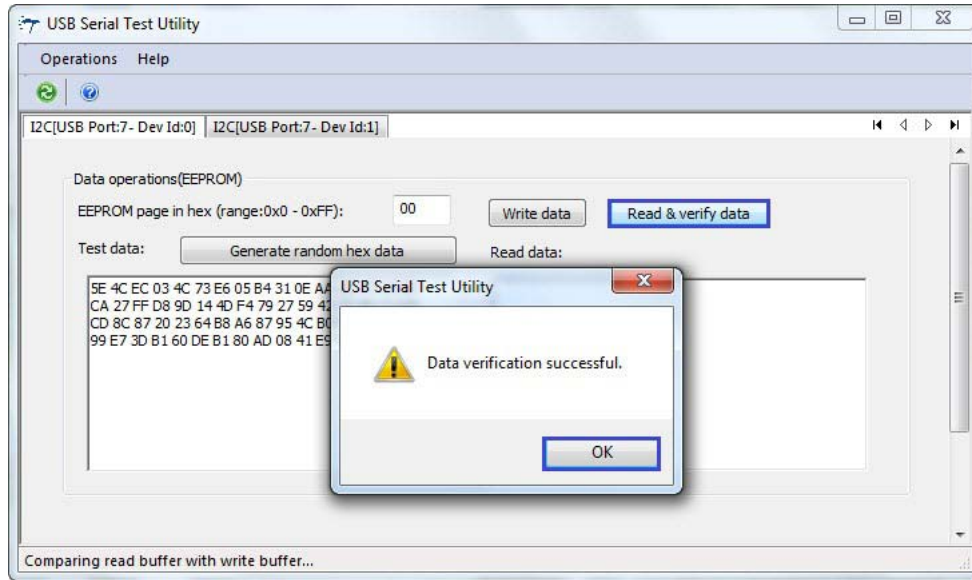 USB Serial Test Utility
Operations Help
I2C[USB Port:7- Dev Id:0] I2C[USB Port:7- Dev Id:1]
Data operations(EEPROM)
EEPROM page in hex (range:0x0 - 0xFF): 00 Write data Read & verify data
Test data: Generate random hex data Read data:
5E 4C EC 03 4C 73 E6 05 B4 31 0E AA
CA 27 FF D8 9D 14 4D F4 79 27 59 42
CD 8C 87 20 23 64 B8 A6 87 95 4C B0
99 E7 3D B1 60 DE B1 80 AD 08 41 E9
USB Serial Test Utility
Data verification successful.
OK
Comparing read buffer with write buffer...